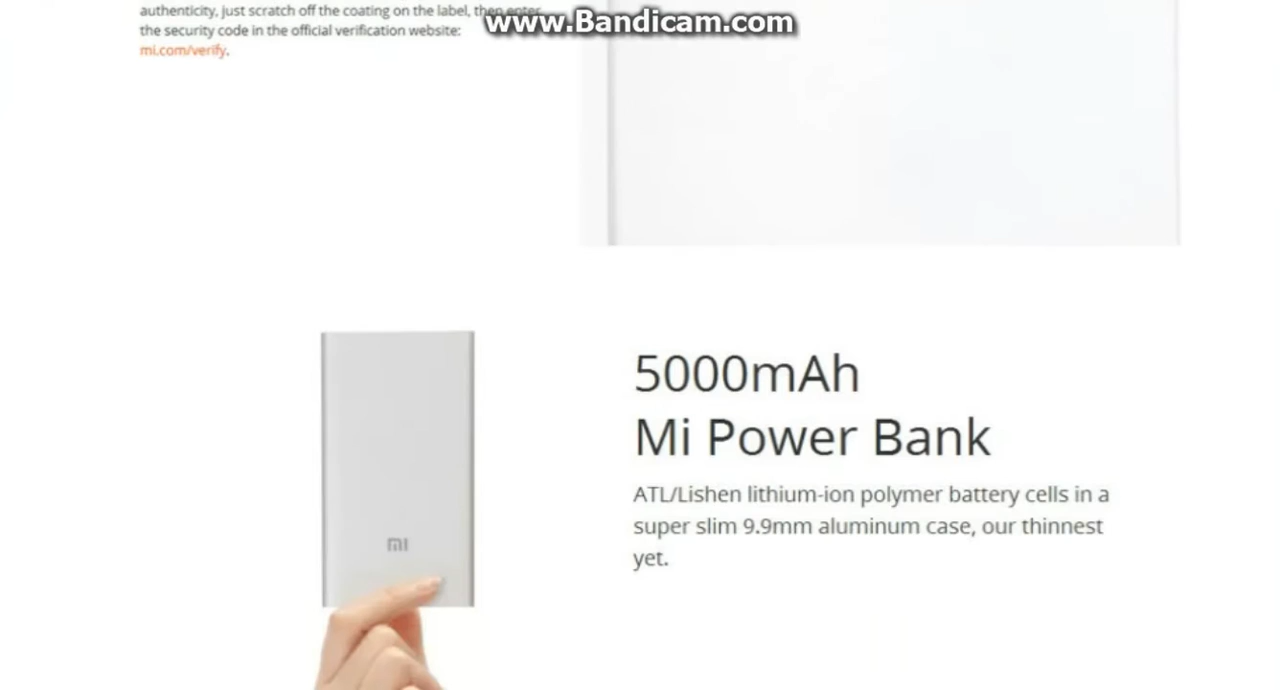 authenticity, just scratch off the coating on the label, then enter
www.Bandicam.com
the security code in the official verification website:
mi.com/verify.
5000mAh
Mi Power Bank
ATL/Lishen lithium-ion polymer battery cells in a
super slim 9.9mm aluminum case, our thinnest
yet.
MI